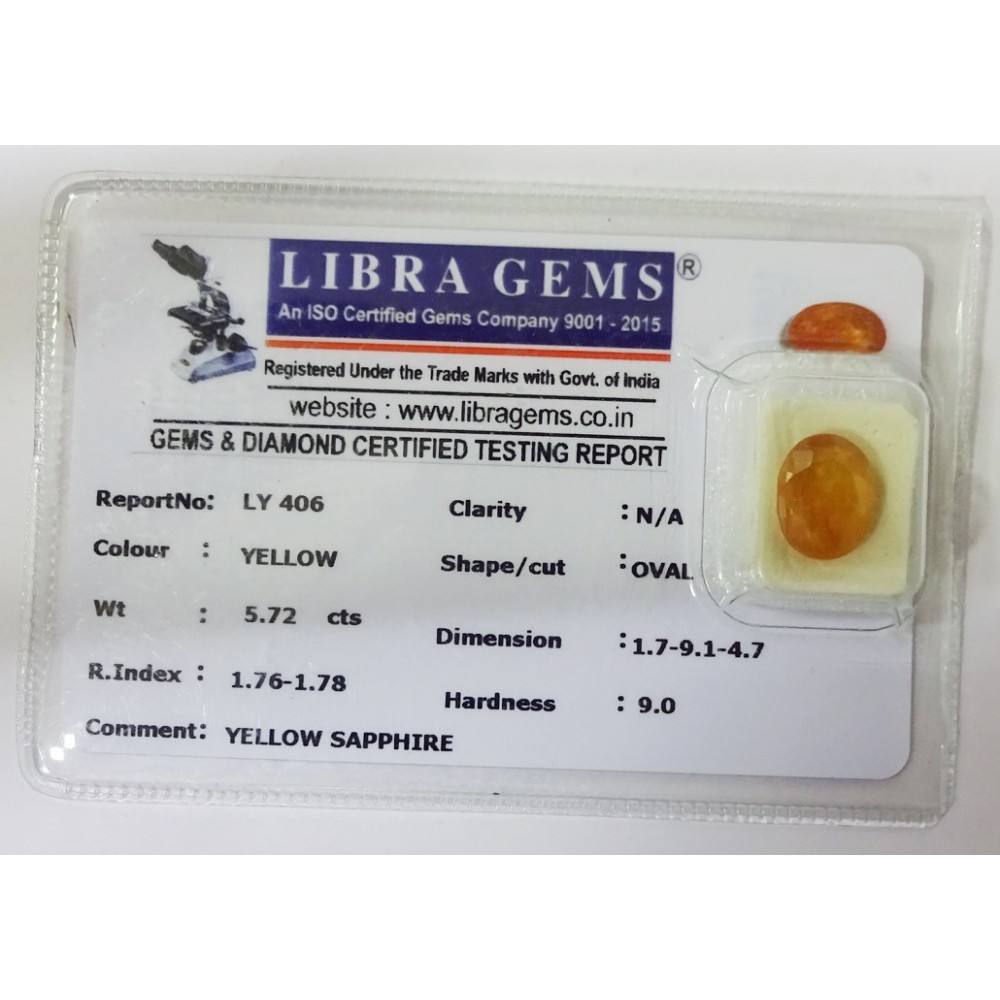 LIBRA GEMS ®
An ISO Certified Gems Company 9001 - 2015
Registered Under the Trade Marks with Govt. of India
website : www.libragems.co.in
GEMS & DIAMOND CERTIFIED TESTING REPORT
ReportNo: LY 406
Colour : YELLOW
Wt : 5.72 cts
R.Index : 1.76-1.78
Comment: YELLOW SAPPHIRE
Clarity : N/A
Shape/cut : OVAL
Dimension : 1.7-9.1-4.7
Hardness : 9.0